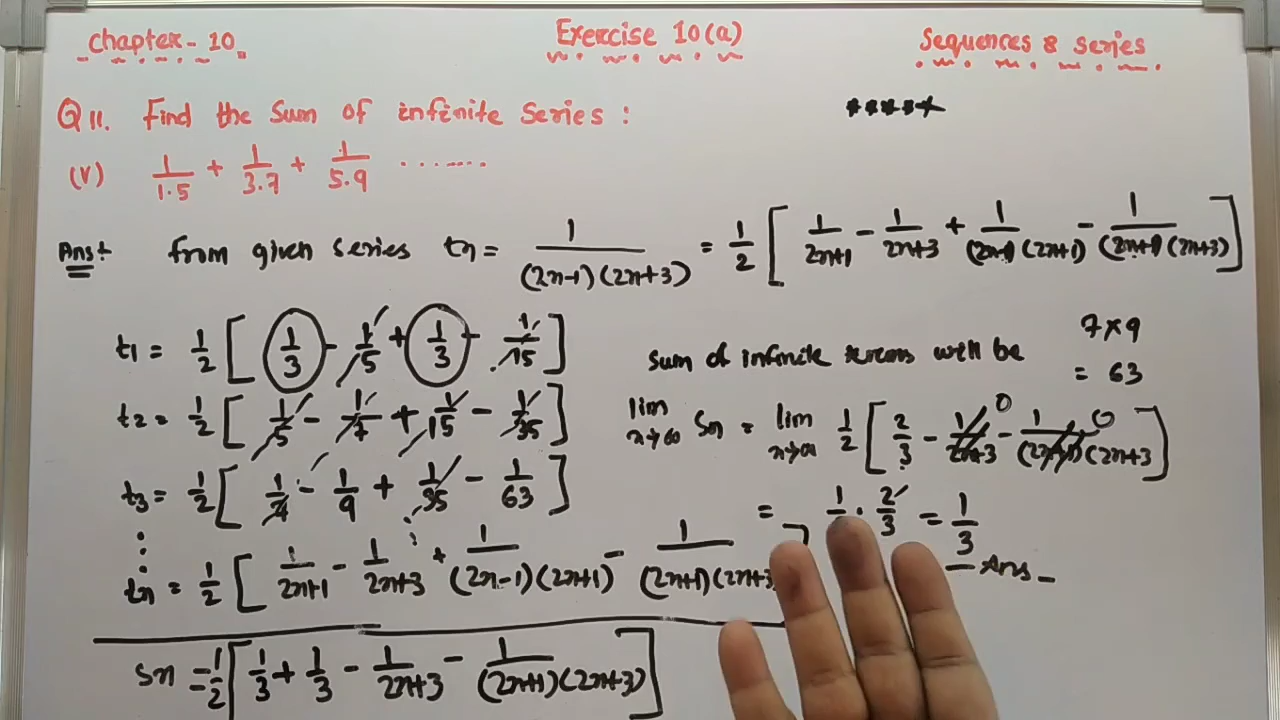 Chapter-10. Exercise 10(a) Sequences & Series
Q11. Find the Sum of infinite Series : *****
(V) 1/1.5 + 1/3.7 + 1/5.9 .......
Ans:- from given series tn = 1/(2n-1)(2n+3) = 1/2 [ 1/2n+1 - 1/2n+3 + 1/(2n-1)(2n+1) - 1/(2n+1)(2n+3) ]
t1 = 1/2 [ 1/3 - 1/5 + 1/3 - 1/15 ]
t2 = 1/2 [ 1/5 - 1/7 + 1/15 - 1/35 ]
t3 = 1/2 [ 1/7 - 1/9 + 1/35 - 1/63 ]
⋮
tn = 1/2 [ 1/2n+1 - 1/2n+3 + 1/(2n-1)(2n+1) - 1/(2n+1)(2n+3 ]
Sn = 1/2 [ 1/3 + 1/3 - 1/2n+3 - 1/(2n+1)(2n+3) ]
7×9
= 63
Sum of infinite terms will be
lim n→∞ Sn = lim n→∞ 1/2 [ 2/3 - 1/2n+3 0 - 1/(2n+1)(2n+3) 0 ]
= 1/ . 2/3 = 1/3
Ans